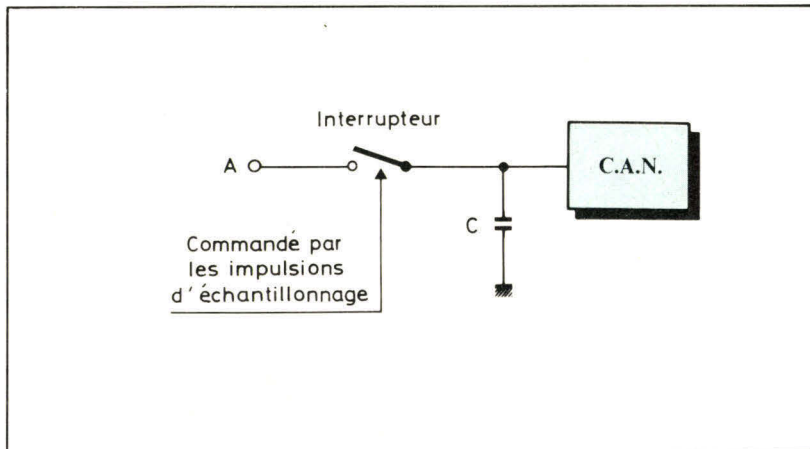 Interrupteur
A
C.A.N.
C
Commandé par
les impulsions
d'échantillonnage